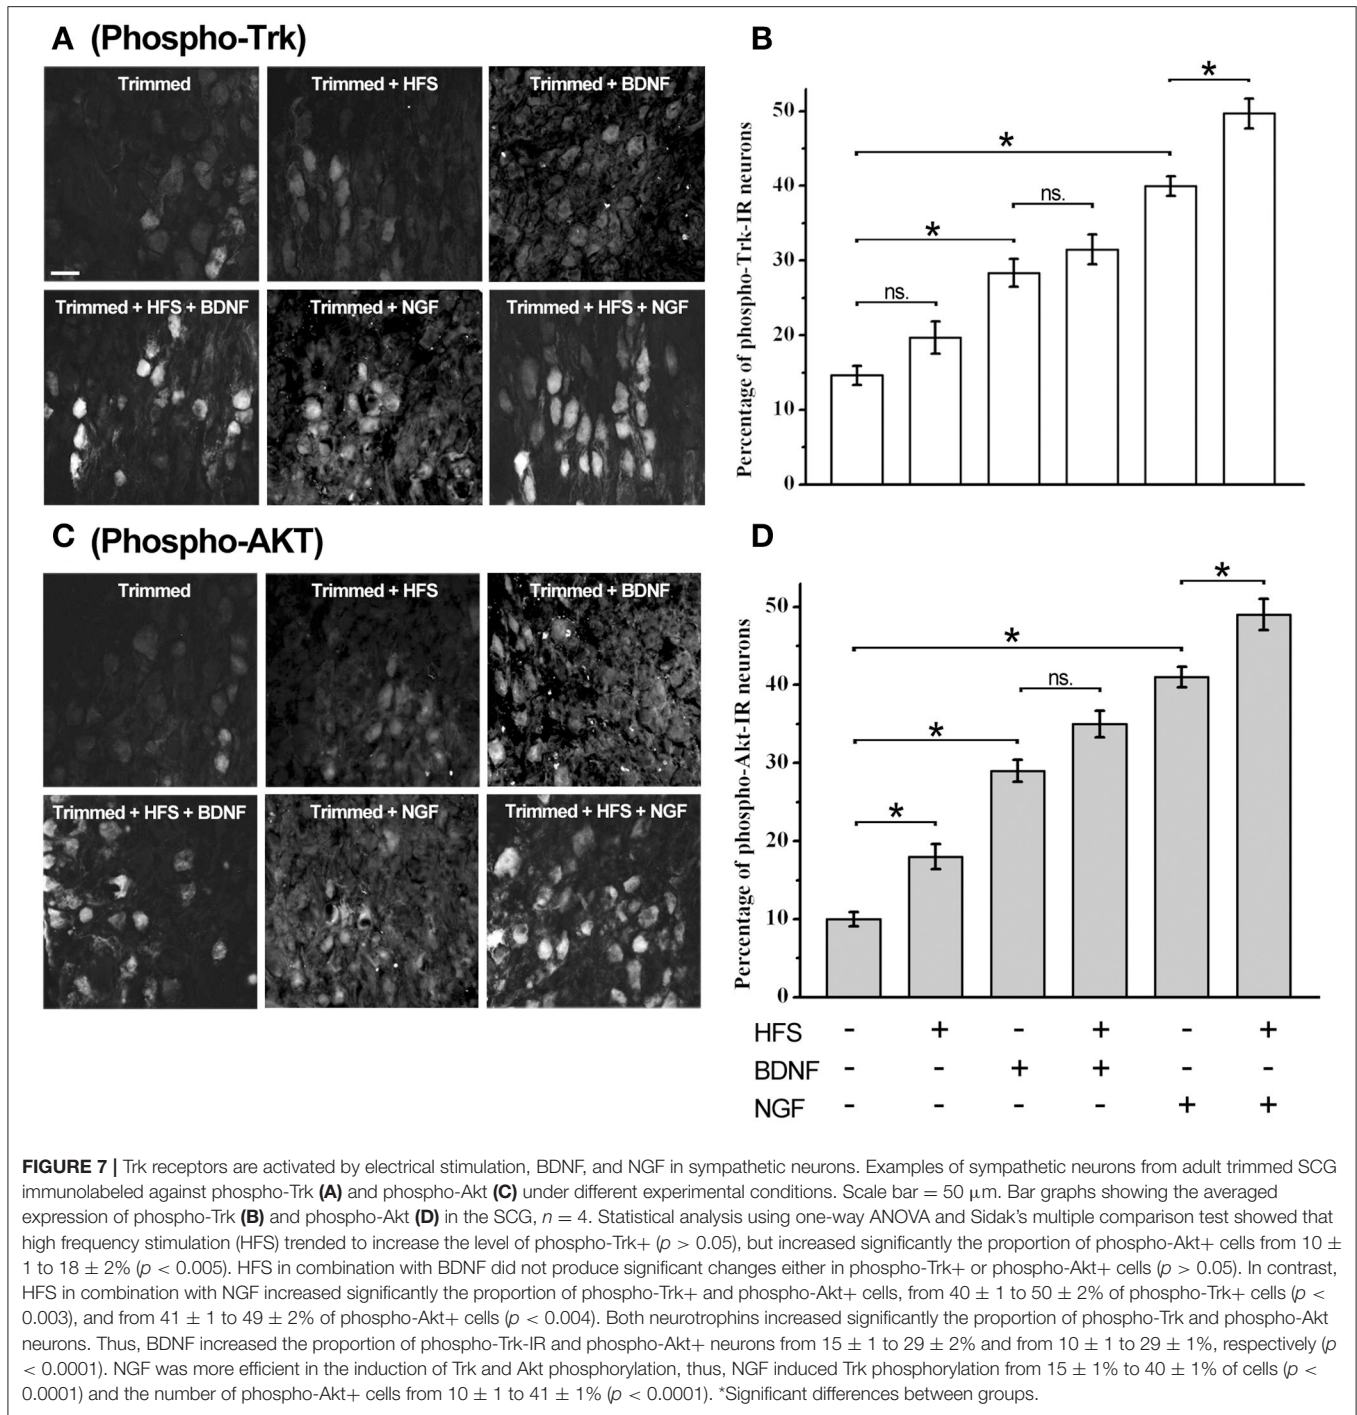 A (Phospho-Trk)
Trimmed
Trimmed + HFS
Trimmed + BDNF
Trimmed + HFS + BDNF
Trimmed + NGF
Trimmed + HFS + NGF
B
Percentage of phospho-Trk-IR neurons
50
40
30
20
10
0
ns.
*
ns.
*
*
C (Phospho-AKT)
Trimmed
Trimmed + HFS
Trimmed + BDNF
Trimmed + HFS + BDNF
Trimmed + NGF
Trimmed + HFS + NGF
D
Percentage of phospho-Akt-IR neurons
50
40
30
20
10
0
*
*
ns.
*
*
HFS - + - + - +
BDNF - - + + - -
NGF - - - - + +
FIGURE 7 | Trk receptors are activated by electrical stimulation, BDNF, and NGF in sympathetic neurons. Examples of sympathetic neurons from adult trimmed SCG
immunolabeled against phospho-Trk (A) and phospho-Akt (C) under different experimental conditions. Scale bar = 50 μm. Bar graphs showing the averaged
expression of phospho-Trk (B) and phospho-Akt (D) in the SCG, n = 4. Statistical analysis using one-way ANOVA and Sidak's multiple comparison test showed that
high frequency stimulation (HFS) trended to increase the level of phospho-Trk+ (p > 0.05), but increased significantly the proportion of phospho-Akt+ cells from 10 ±
1 to 18 ± 2% (p < 0.005). HFS in combination with BDNF did not produce significant changes either in phospho-Trk+ or phospho-Akt+ cells (p > 0.05). In contrast,
HFS in combination with NGF increased significantly the proportion of phospho-Trk+ and phospho-Akt+ cells, from 40 ± 1 to 50 ± 2% of phospho-Trk+ cells (p <
0.003), and from 41 ± 1 to 49 ± 2% of phospho-Akt+ cells (p < 0.004). Both neurotrophins increased significantly the proportion of phospho-Trk and phospho-Akt
neurons. Thus, BDNF increased the proportion of phospho-Trk-IR and phospho-Akt+ neurons from 15 ± 1 to 29 ± 2% and from 10 ± 1 to 29 ± 1%, respectively (p
< 0.0001). NGF was more efficient in the induction of Trk and Akt phosphorylation, thus, NGF induced Trk phosphorylation from 15 ± 1% to 40 ± 1% of cells (p <
0.0001) and the number of phospho-Akt+ cells from 10 ± 1 to 41 ± 1% (p < 0.0001). *Significant differences between groups.